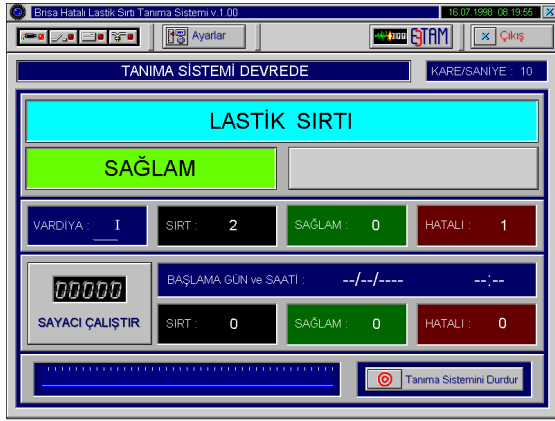 Brisa Hatalı Lastik Sırtı Tanıma Sistemi v.1.00 16.07.1998 08:19:55
Ayarlar EJTAM Çıkış
TANIMA SİSTEMİ DEVREDE KARE/SANİYE : 10
LASTİK SIRTI
SAĞLAM
VARDİYA : I SIRT : 2 SAĞLAM : 0 HATALI : 1
00000 BAŞLAMA GÜN ve SAATİ : --/--/---- --:--
SAYACI ÇALIŞTIR SIRT : 0 SAĞLAM : 0 HATALI : 0
Tanıma Sistemini Durdur